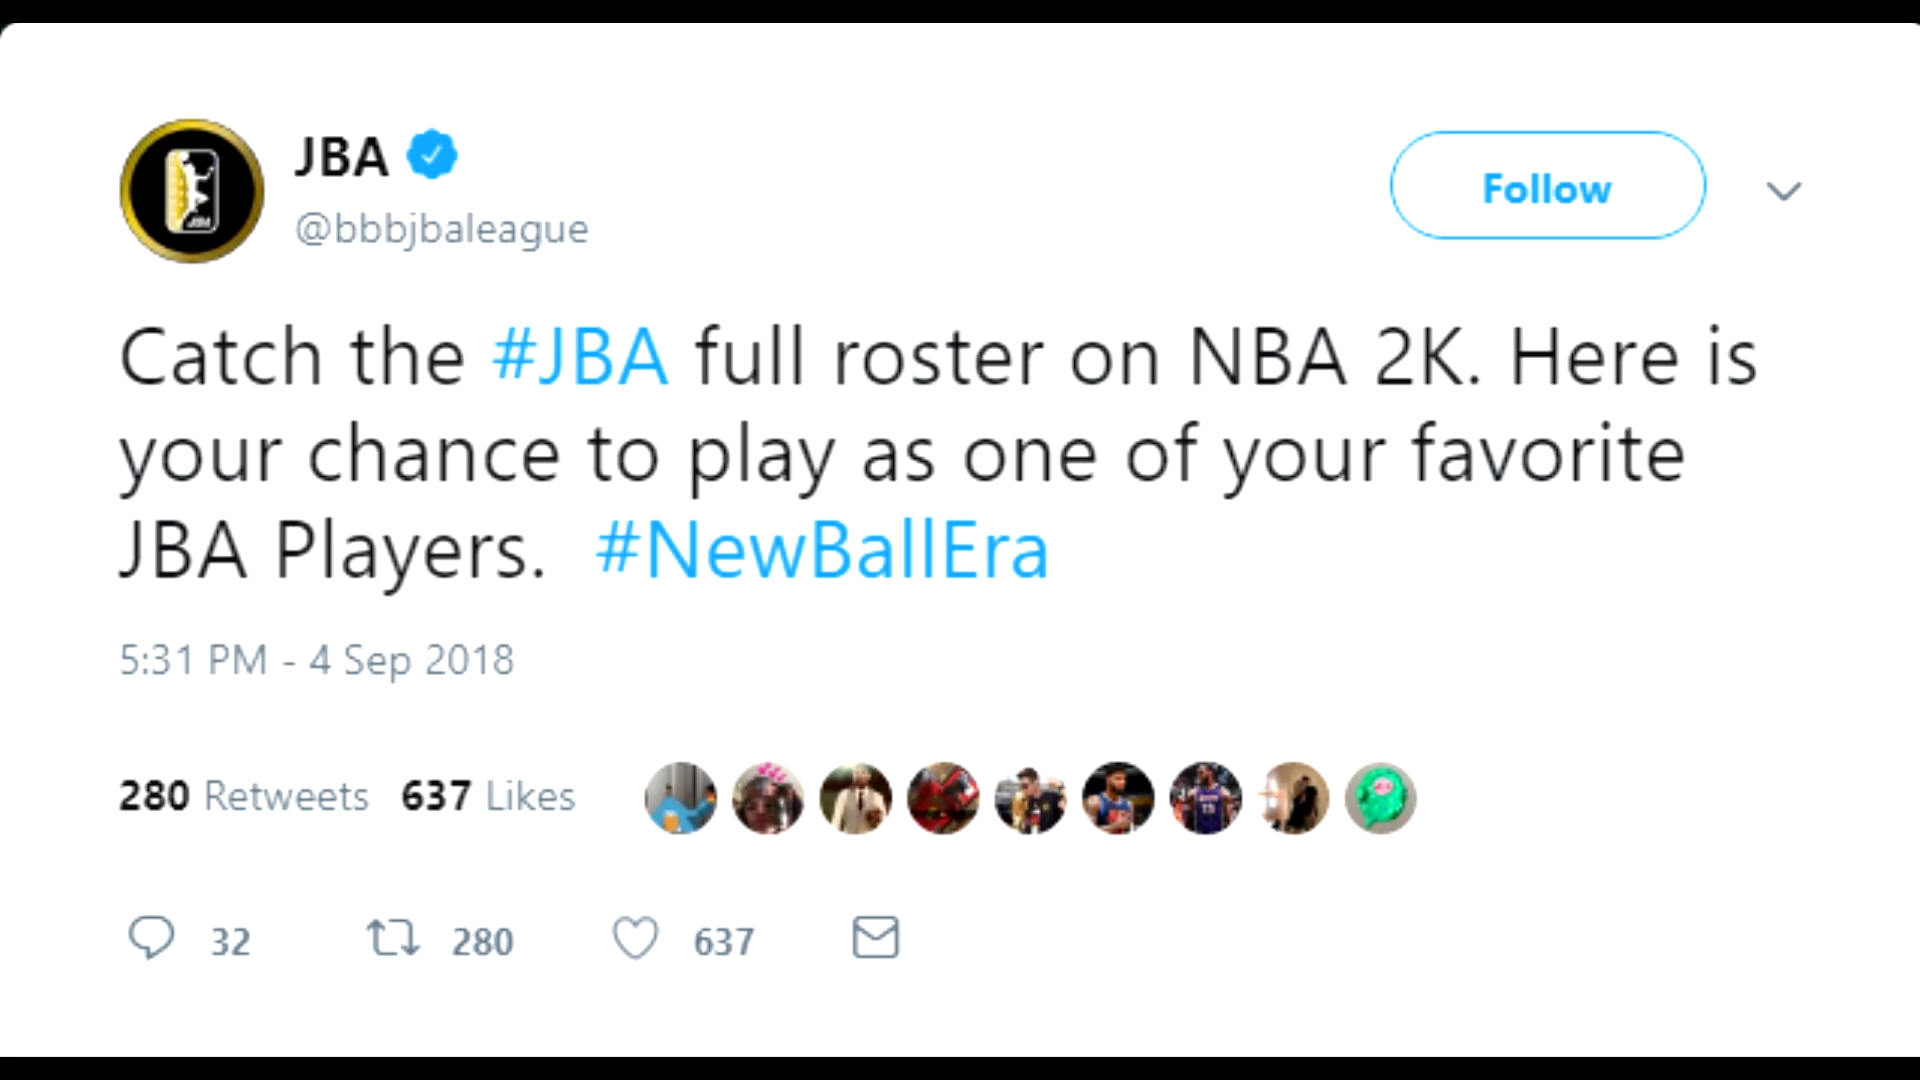 JBA
@bbbjbaleague
Follow
Catch the #JBA full roster on NBA 2K. Here is
your chance to play as one of your favorite
JBA Players.  #NewBallEra
5:31 PM - 4 Sep 2018
280 Retweets 637 Likes
32 280 637